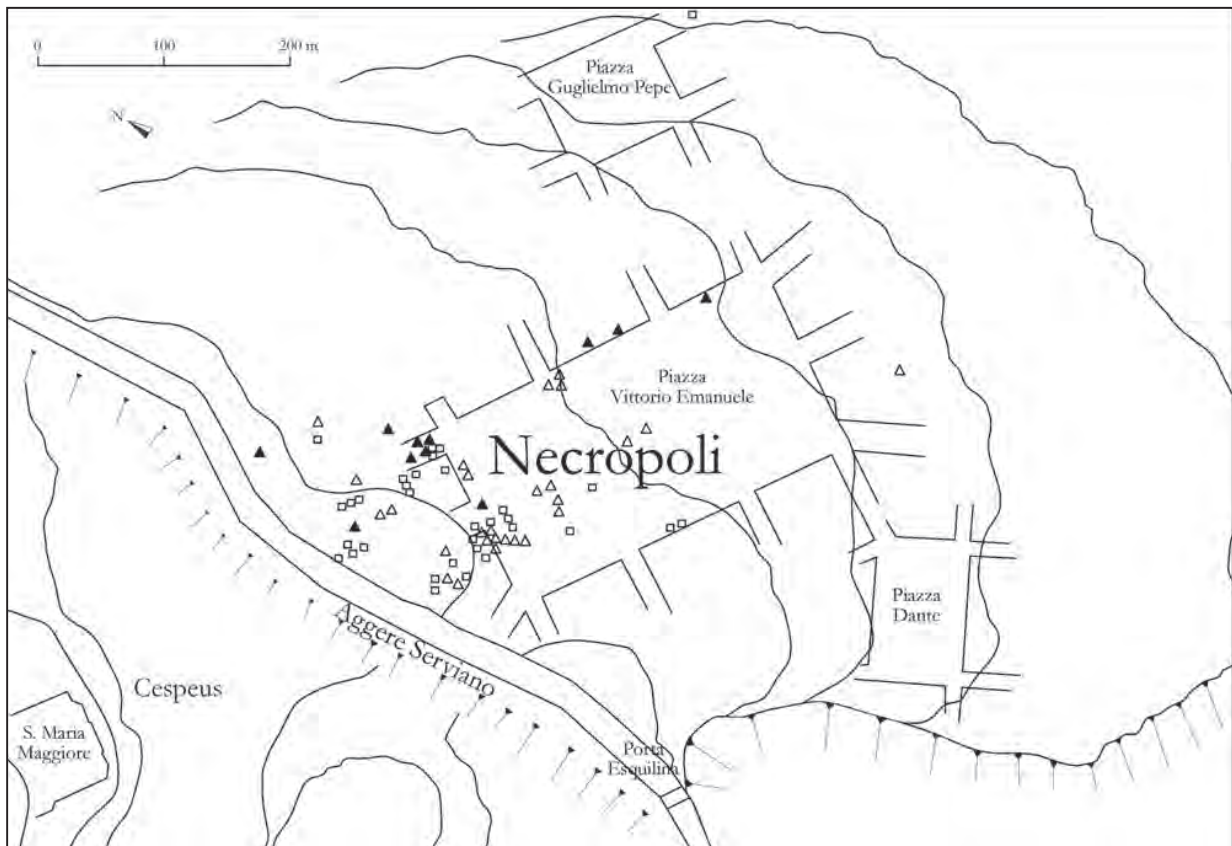 0 100 200 m
N
Piazza
Guglielmo Pepe
Piazza
Vittorio Emanuele
Necropoli
Piazza
Dante
Aggere Serviano
Cespeus
S. Maria
Maggiore
Porta
Esquilina